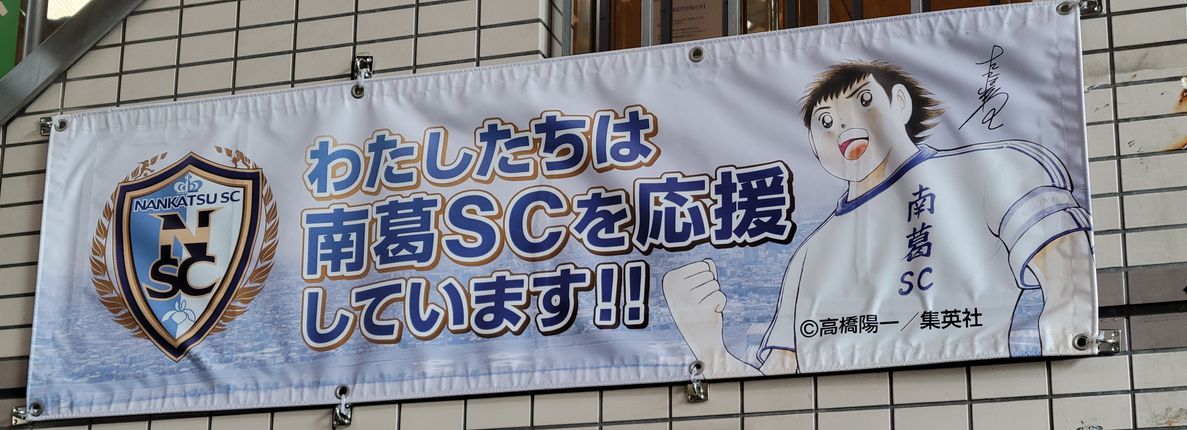 NANKATSU SC
N
SC
わたしたちは
南葛SCを応援
しています!!
南葛
SC
©高橋陽一／集英社